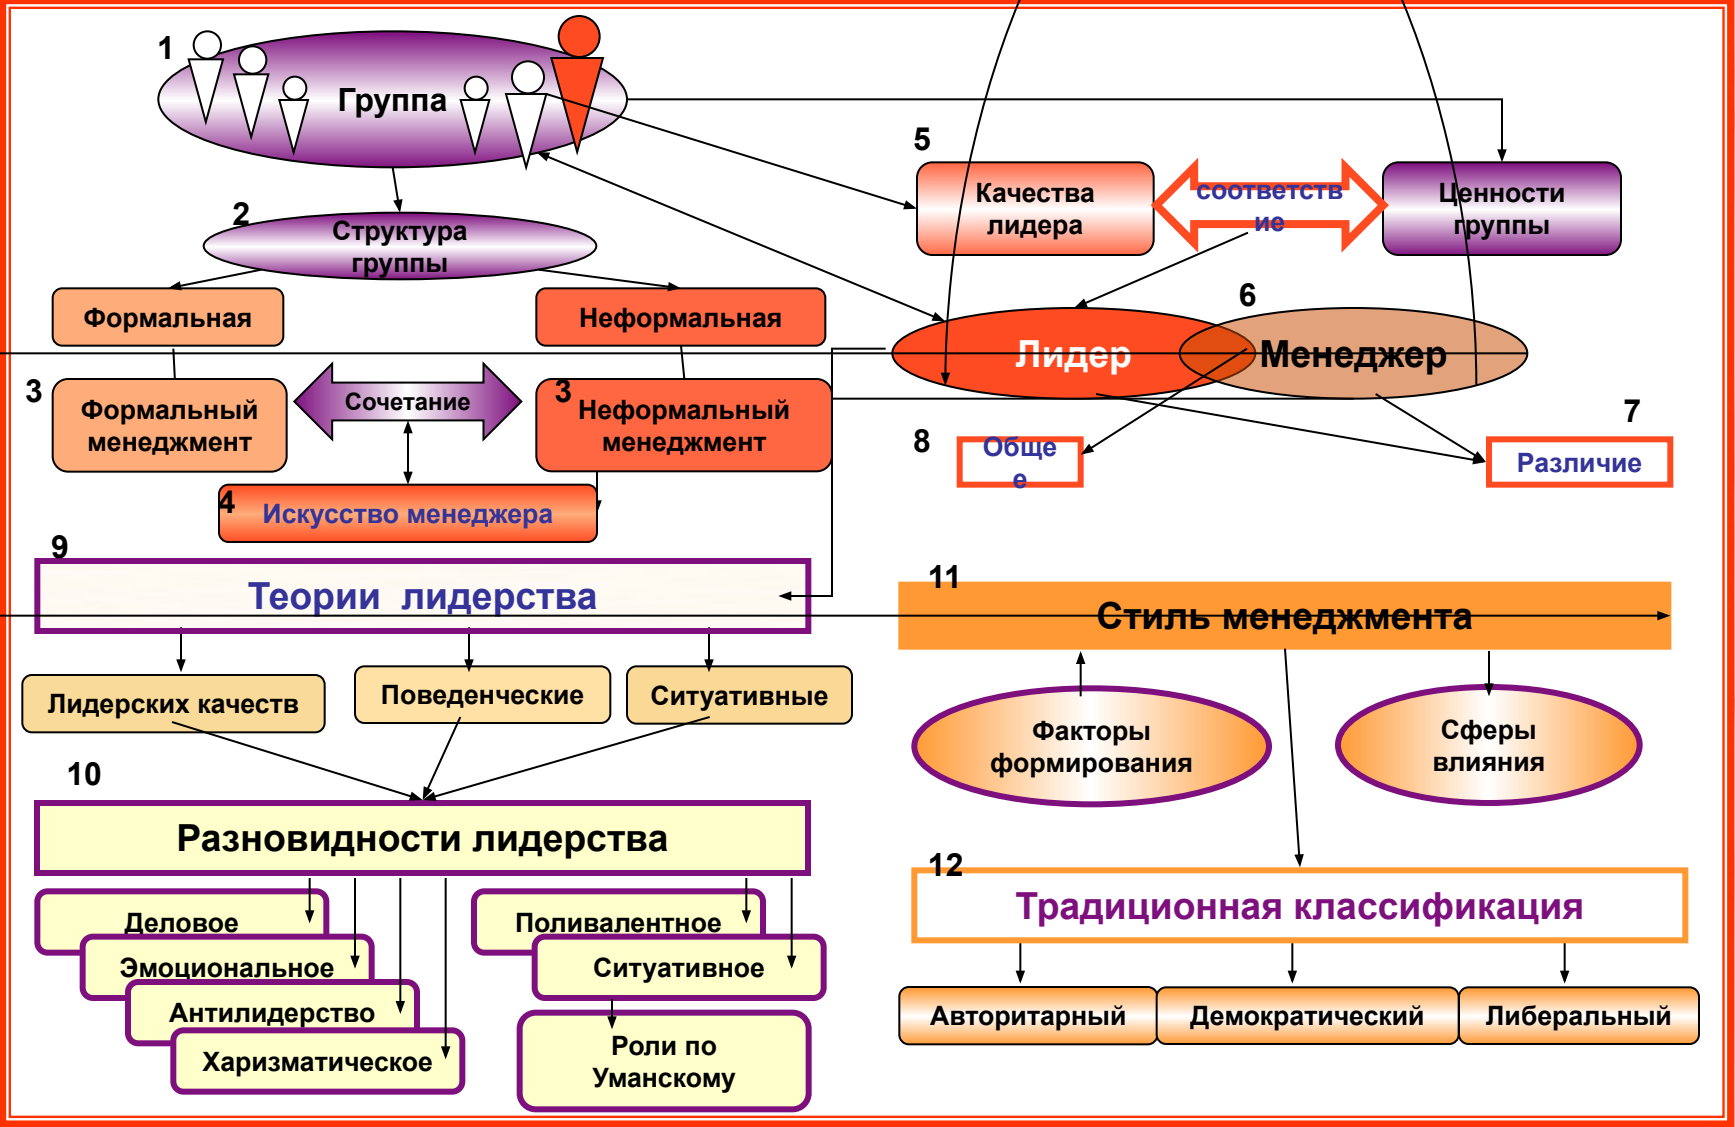 1
Группа
2
Структура
группы
Формальная
Неформальная
3
Формальный
менеджмент
Сочетание
3
Неформальный
менеджмент
4
Искусство менеджера
5
Качества
лидера
соответств
ие
Ценности
группы
6
Лидер
Менеджер
7
Различие
8
Обще
е
9
Теории лидерства
Лидерских качеств
Поведенческие
Ситуативные
10
Разновидности лидерства
Деловое
Эмоциональное
Антилидерство
Харизматическое
Поливалентное
Ситуативное
Роли по
Уманскому
11
Стиль менеджмента
Факторы
формирования
Сферы
влияния
12
Традиционная классификация
Авторитарный
Демократический
Либеральный